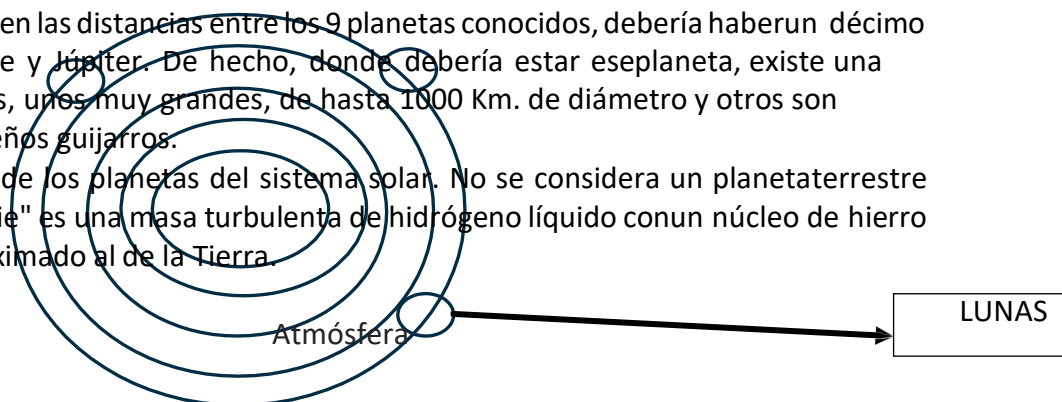 en las distancias entre los 9 planetas conocidos, debería haberun décimo
e y Júpiter. De hecho, donde debería estar eseplaneta, existe una
s, unos muy grandes, de hasta 1000 Km. de diámetro y otros son
eños guijarros.
de los planetas del sistema solar. No se considera un planetaterrestre
ie" es una masa turbulenta de hidrógeno líquido conun núcleo de hierro
ximado al de la Tierra.
LUNAS
Atmósfera